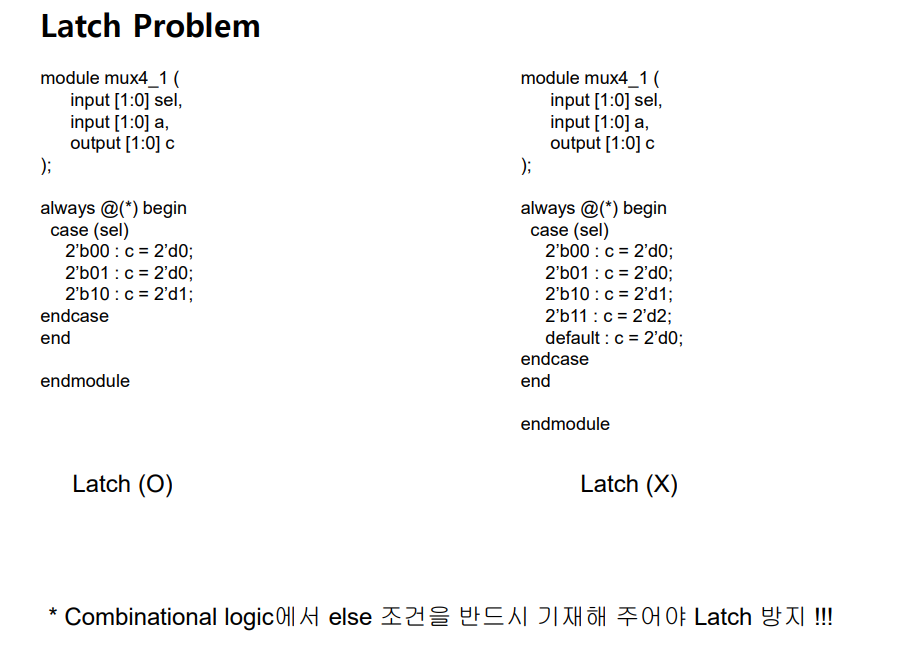 Latch Problem
module mux4_1 (
input [1:0] sel,
input [1:0] a,
output [1:0] c
);
always @(*) begin
case (sel)
2’b00 : c = 2’d0;
2’b01 : c = 2’d0;
2’b10 : c = 2’d1;
endcase
end
endmodule
Latch (O)
module mux4_1 (
input [1:0] sel,
input [1:0] a,
output [1:0] c
);
always @(*) begin
case (sel)
2’b00 : c = 2’d0;
2’b01 : c = 2’d0;
2’b10 : c = 2’d1;
2’b11 : c = 2’d2;
default : c = 2’d0;
endcase
end
endmodule
Latch (X)
* Combinational logic에서 else 조건을 반드시 기재해 주어야 Latch 방지 !!!